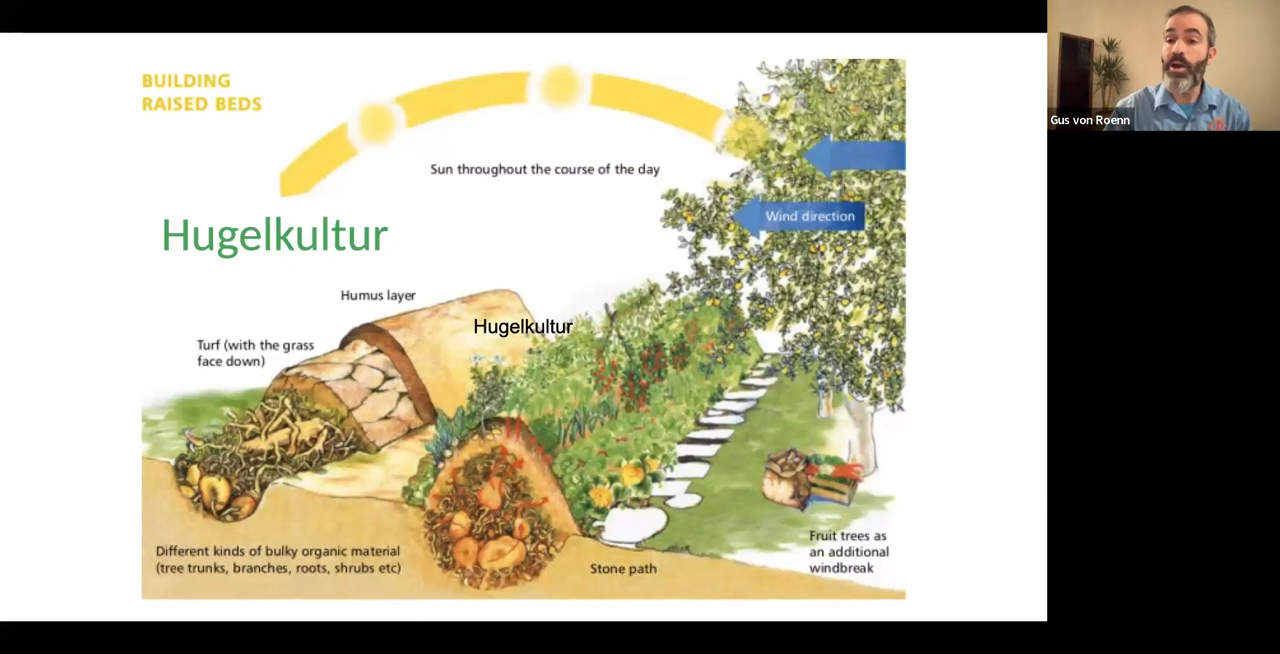 BUILDING
RAISED BEDS
Sun throughout the course of the day
Wind direction
Hugelkultur
Humus layer
Hugelkultur
Turf (with the grass
face down)
Different kinds of bulky organic material
(tree trunks, branches, roots, shrubs etc)
Stone path
Fruit trees as
an additional
windbreak
Gus von Roenn